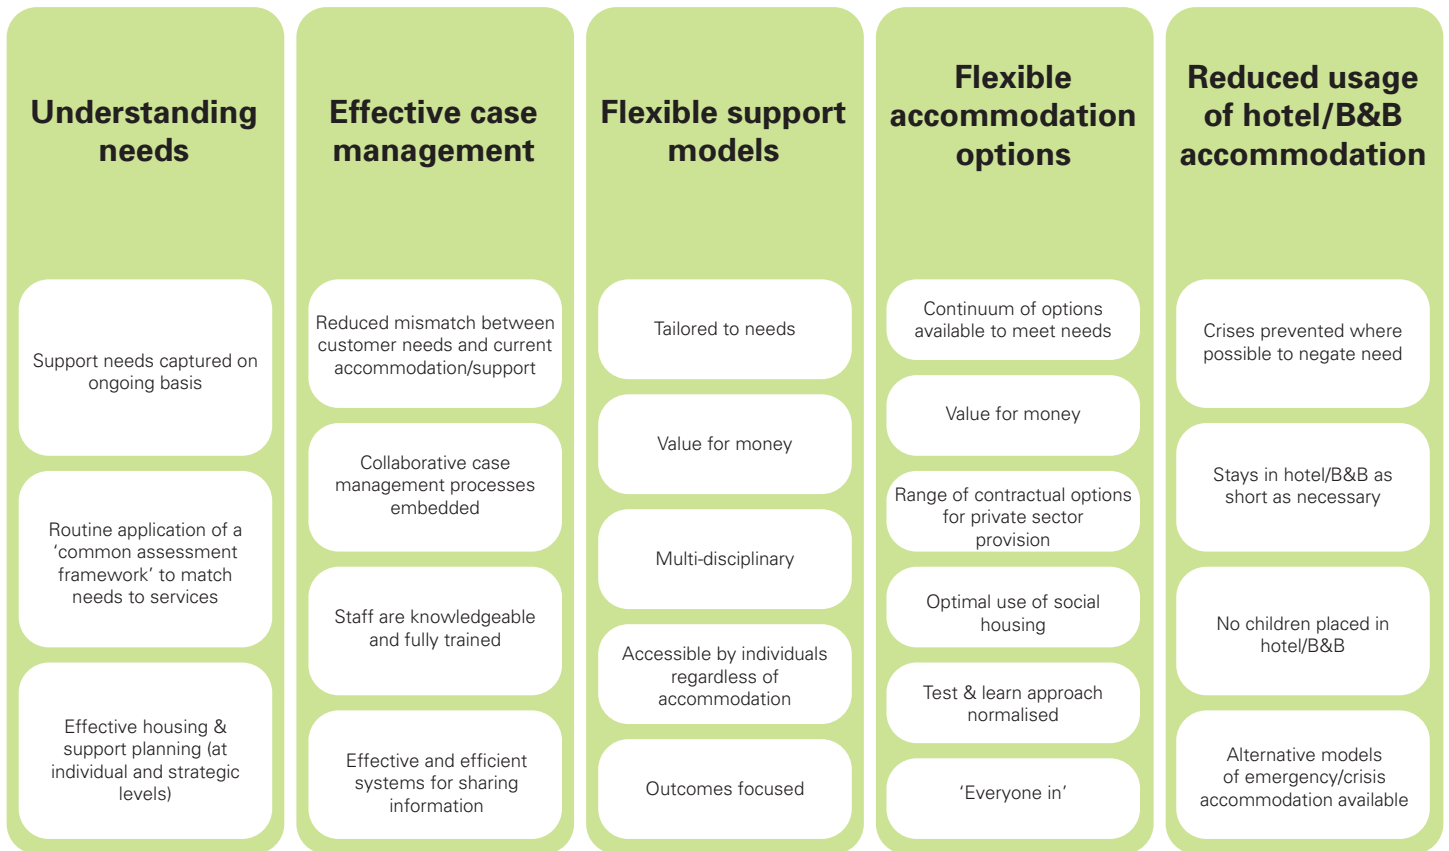 Understanding
needs
Support needs captured on
ongoing basis
Routine application of a
‘common assessment
framework’ to match
needs to services
Effective housing &
support planning (at
individual and strategic
levels)
Effective case
management
Reduced mismatch between
customer needs and current
accommodation/support
Collaborative case
management processes
embedded
Staff are knowledgeable
and fully trained
Effective and efficient
systems for sharing
information
Flexible support
models
Tailored to needs
Value for money
Multi-disciplinary
Accessible by individuals
regardless of
accommodation
Outcomes focused
Flexible
accommodation
options
Continuum of options
available to meet needs
Value for money
Range of contractual options
for private sector
provision
Optimal use of social
housing
Test & learn approach
normalised
‘Everyone in’
Reduced usage
of hotel/B&B
accommodation
Crises prevented where
possible to negate need
Stays in hotel/B&B as
short as necessary
No children placed in
hotel/B&B
Alternative models
of emergency/crisis
accommodation available